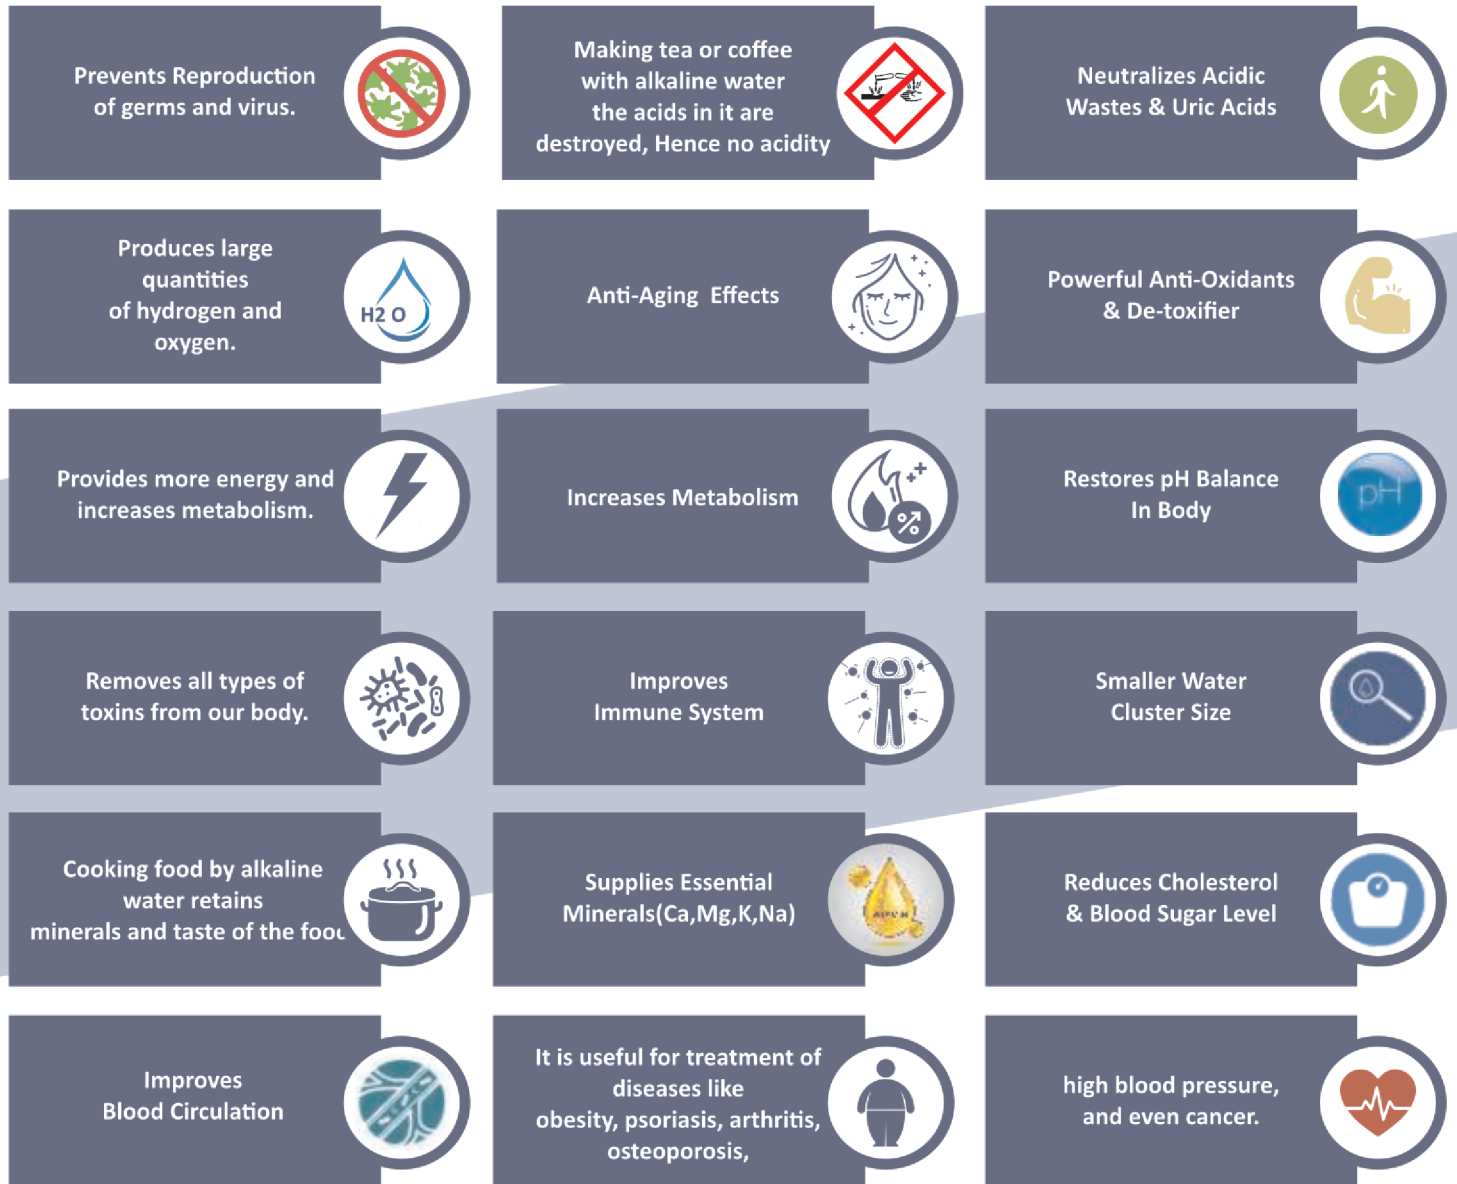 Prevents Reproduction
of germs and virus.
Making tea or coffee
with alkaline water
the acids in it are
destroyed, Hence no acidity
Neutralizes Acidic
Wastes & Uric Acids
Produces large
quantities
of hydrogen and
oxygen.
H2 O
Anti-Aging Effects
Powerful Anti-Oxidants
& De-toxifier
Provides more energy and
increases metabolism.
Increases Metabolism
%
Restores pH Balance
In Body
pH
Removes all types of
toxins from our body.
Improves
Immune System
Smaller Water
Cluster Size
Cooking food by alkaline
water retains
minerals and taste of the food
Supplies Essential
Minerals(Ca,Mg,K,Na)
Reduces Cholesterol
& Blood Sugar Level
Improves
Blood Circulation
It is useful for treatment of
diseases like
obesity, psoriasis, arthritis,
osteoporosis,
high blood pressure,
and even cancer.